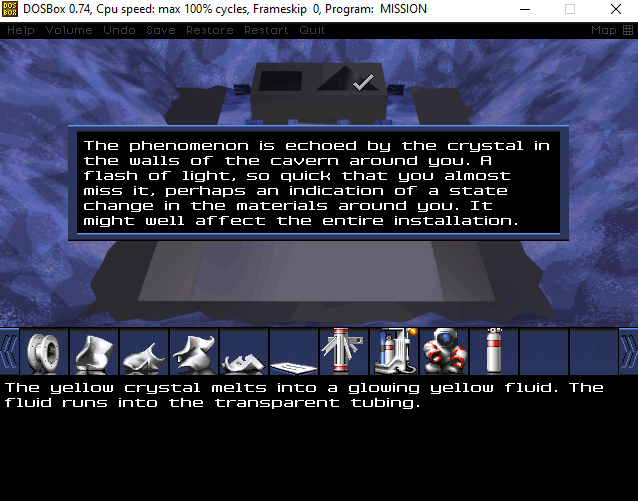 DOSBox 0.74, Cpu speed: max 100% cycles, Frameskip 0, Program: MISSION
Help Volume Undo Save Restore Restart Quit Map
The phenomenon is echoed by the crystal in
the walls of the cavern around you. A
flash of light, so quick that you almost
miss it, perhaps an indication of a state
change in the materials around you. It
might well affect the entire installation.
The yellow crystal melts into a glowing yellow fluid. The
fluid runs into the transparent tubing.